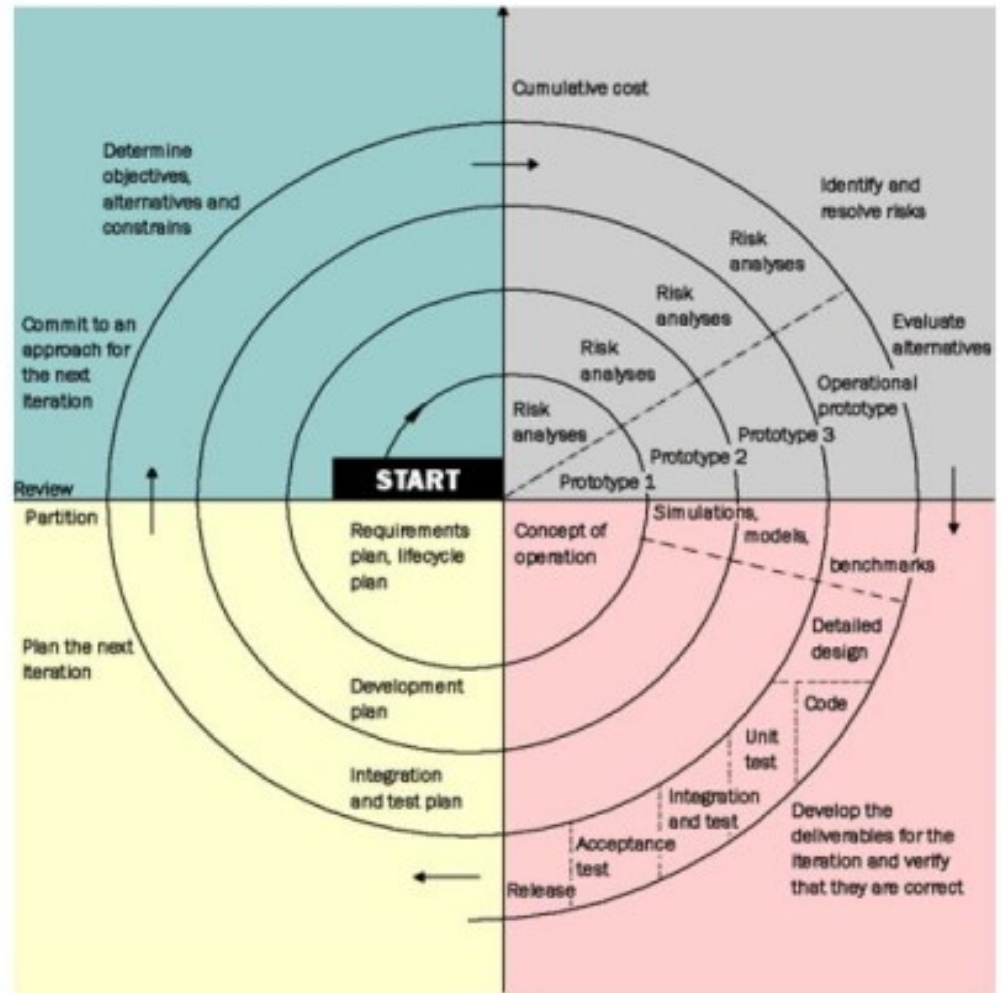 Cumulative cost
Determine
objectives,
alternatives and
constrains
Identify and
resolve risks
Risk
analyses
Risk
analyses
Risk
analyses
Risk
analyses
Commit to an
approach for
the next
iteration
Evaluate
alternatives
Operational
prototype
Prototype 3
Prototype 2
Prototype 1
START
Review
Partition
Requirements
plan, lifecycle
plan
Concept of
operation
Simulations,
models,
benchmarks
Plan the next
iteration
Detailed
design
Development
plan
Code
Unit
test
Integration
and test plan
Integration
and test
Acceptance
test
Release
Develop the
deliverables for the
iteration and verify
that they are correct